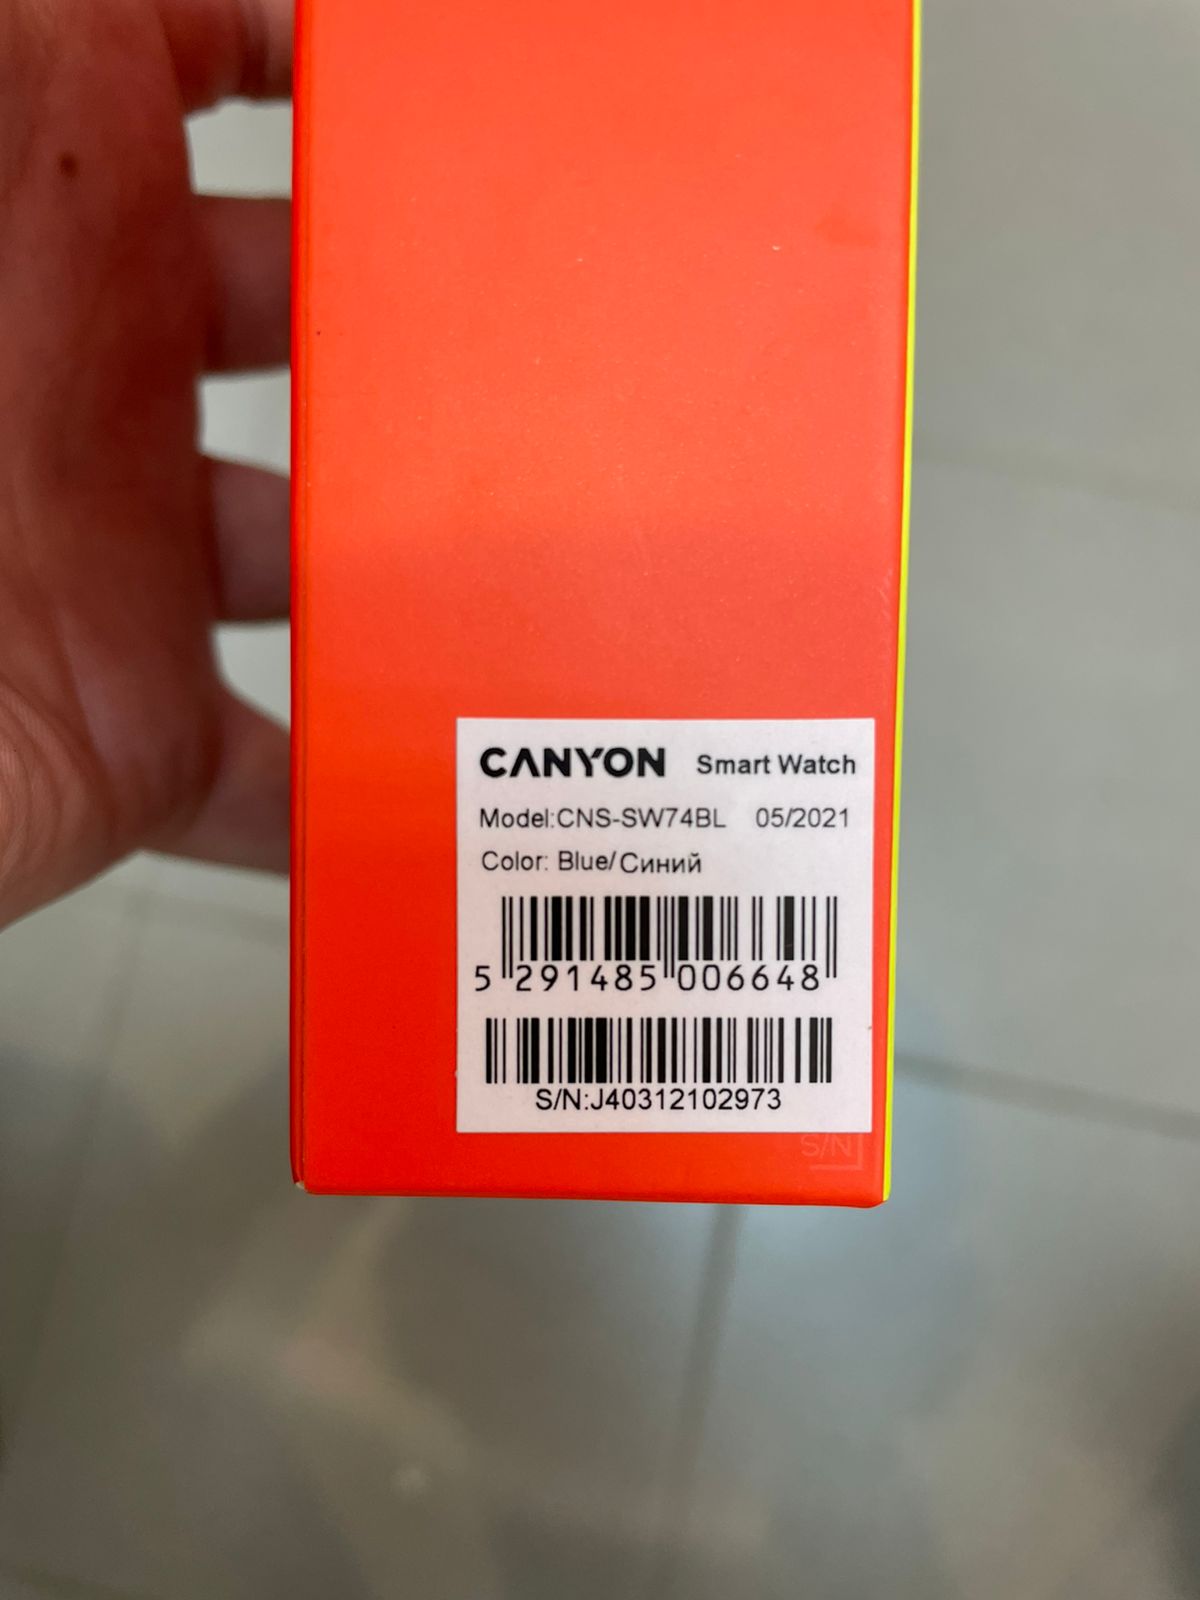 CANYON Smart Watch
Model:CNS-SW74BL 05/2021
Color: Blue/Синий
5 291485 006648
S/N:J40312102973
S/N